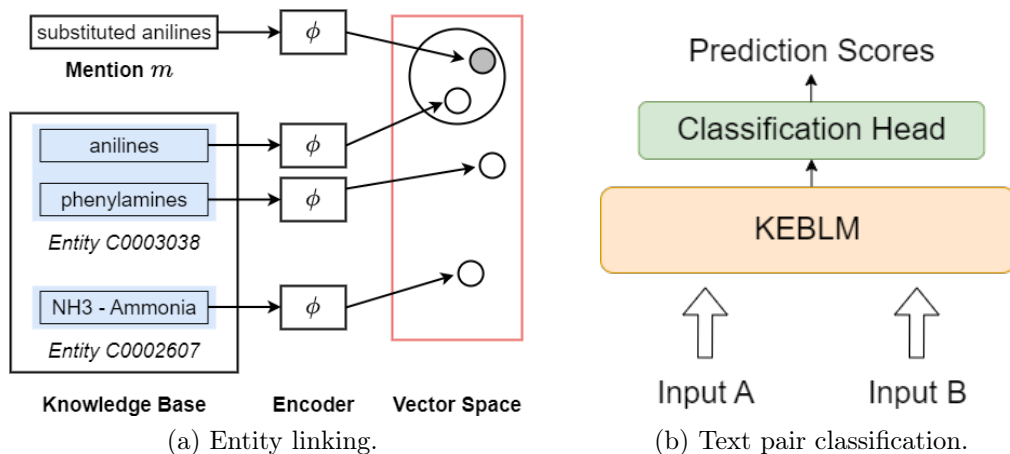 substituted anilines
ϕ
Mention m
anilines
ϕ
phenylamines
ϕ
Entity C0003038
NH3 - Ammonia
ϕ
Entity C0002607
Knowledge Base
Encoder
Vector Space
(a) Entity linking.
Prediction Scores
Classification Head
KEBLM
Input A
Input B
(b) Text pair classification.